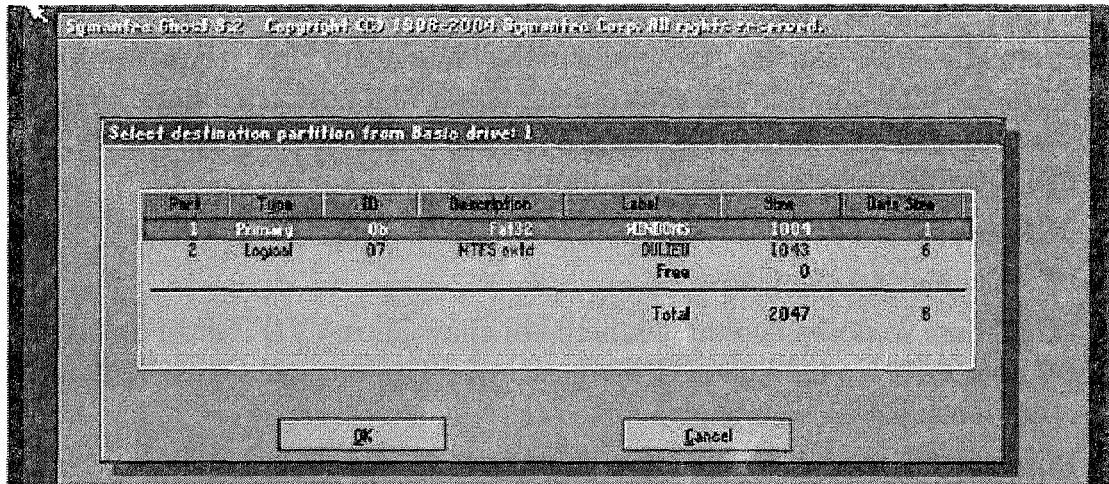 Symantec Ghost 8.2 Copyright (C) 1998-2004 Symantec Corp. All rights reserved.
Select destination partition from Basic drive: 1
Part Type ID Description Label Size Data Size
1 Primary 0b Fat32 WINDOWS 1004 1
2 Logical 07 NTFS extd DULIEU 1043 6
Free 0
Total 2047 8
OK Cancel